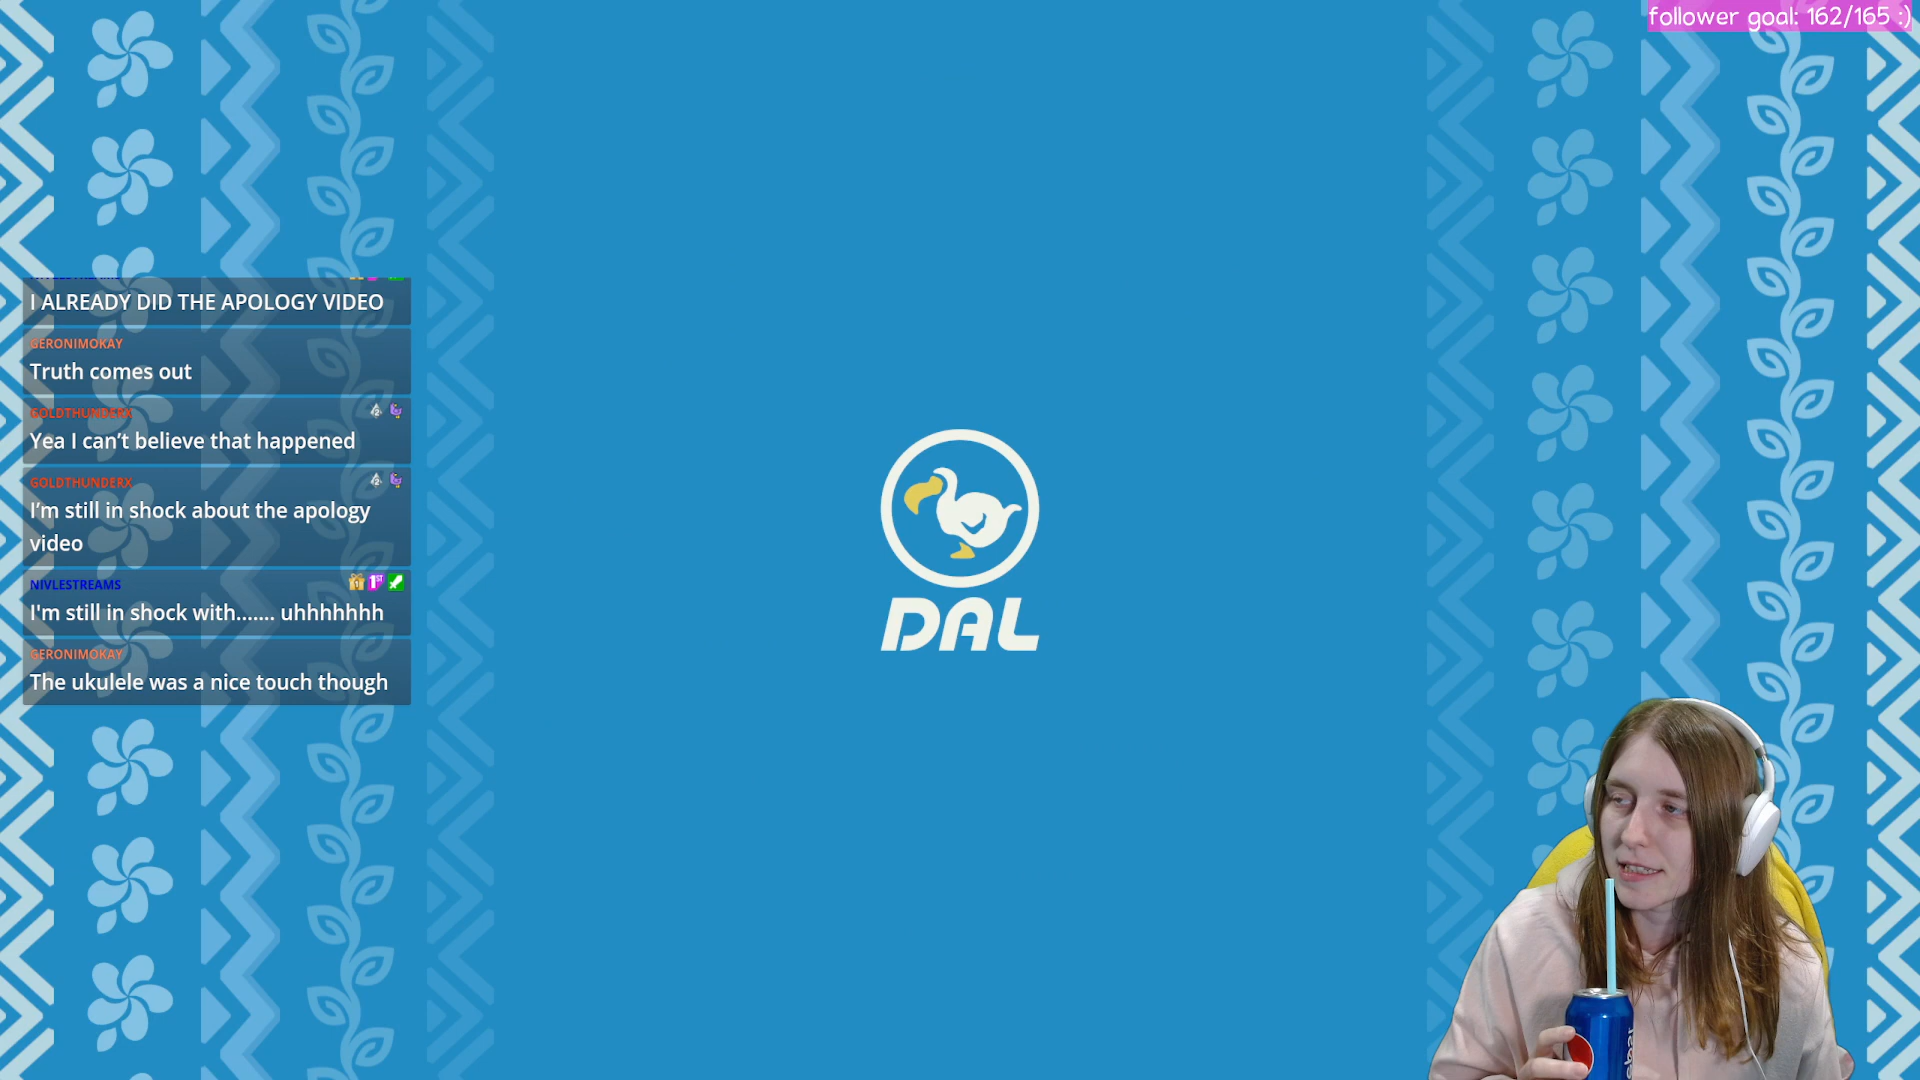 follower goal: 162/165 :)
I ALREADY DID THE APOLOGY VIDEO
GERONIMOKAY
Truth comes out
GOLDTHUNDERX
Yea I can’t believe that happened
GOLDTHUNDERX
I’m still in shock about the apology
video
NIVLESTREAMS
I'm still in shock with....... uhhhhhhh
GERONIMOKAY
The ukulele was a nice touch though
DAL
pepsi